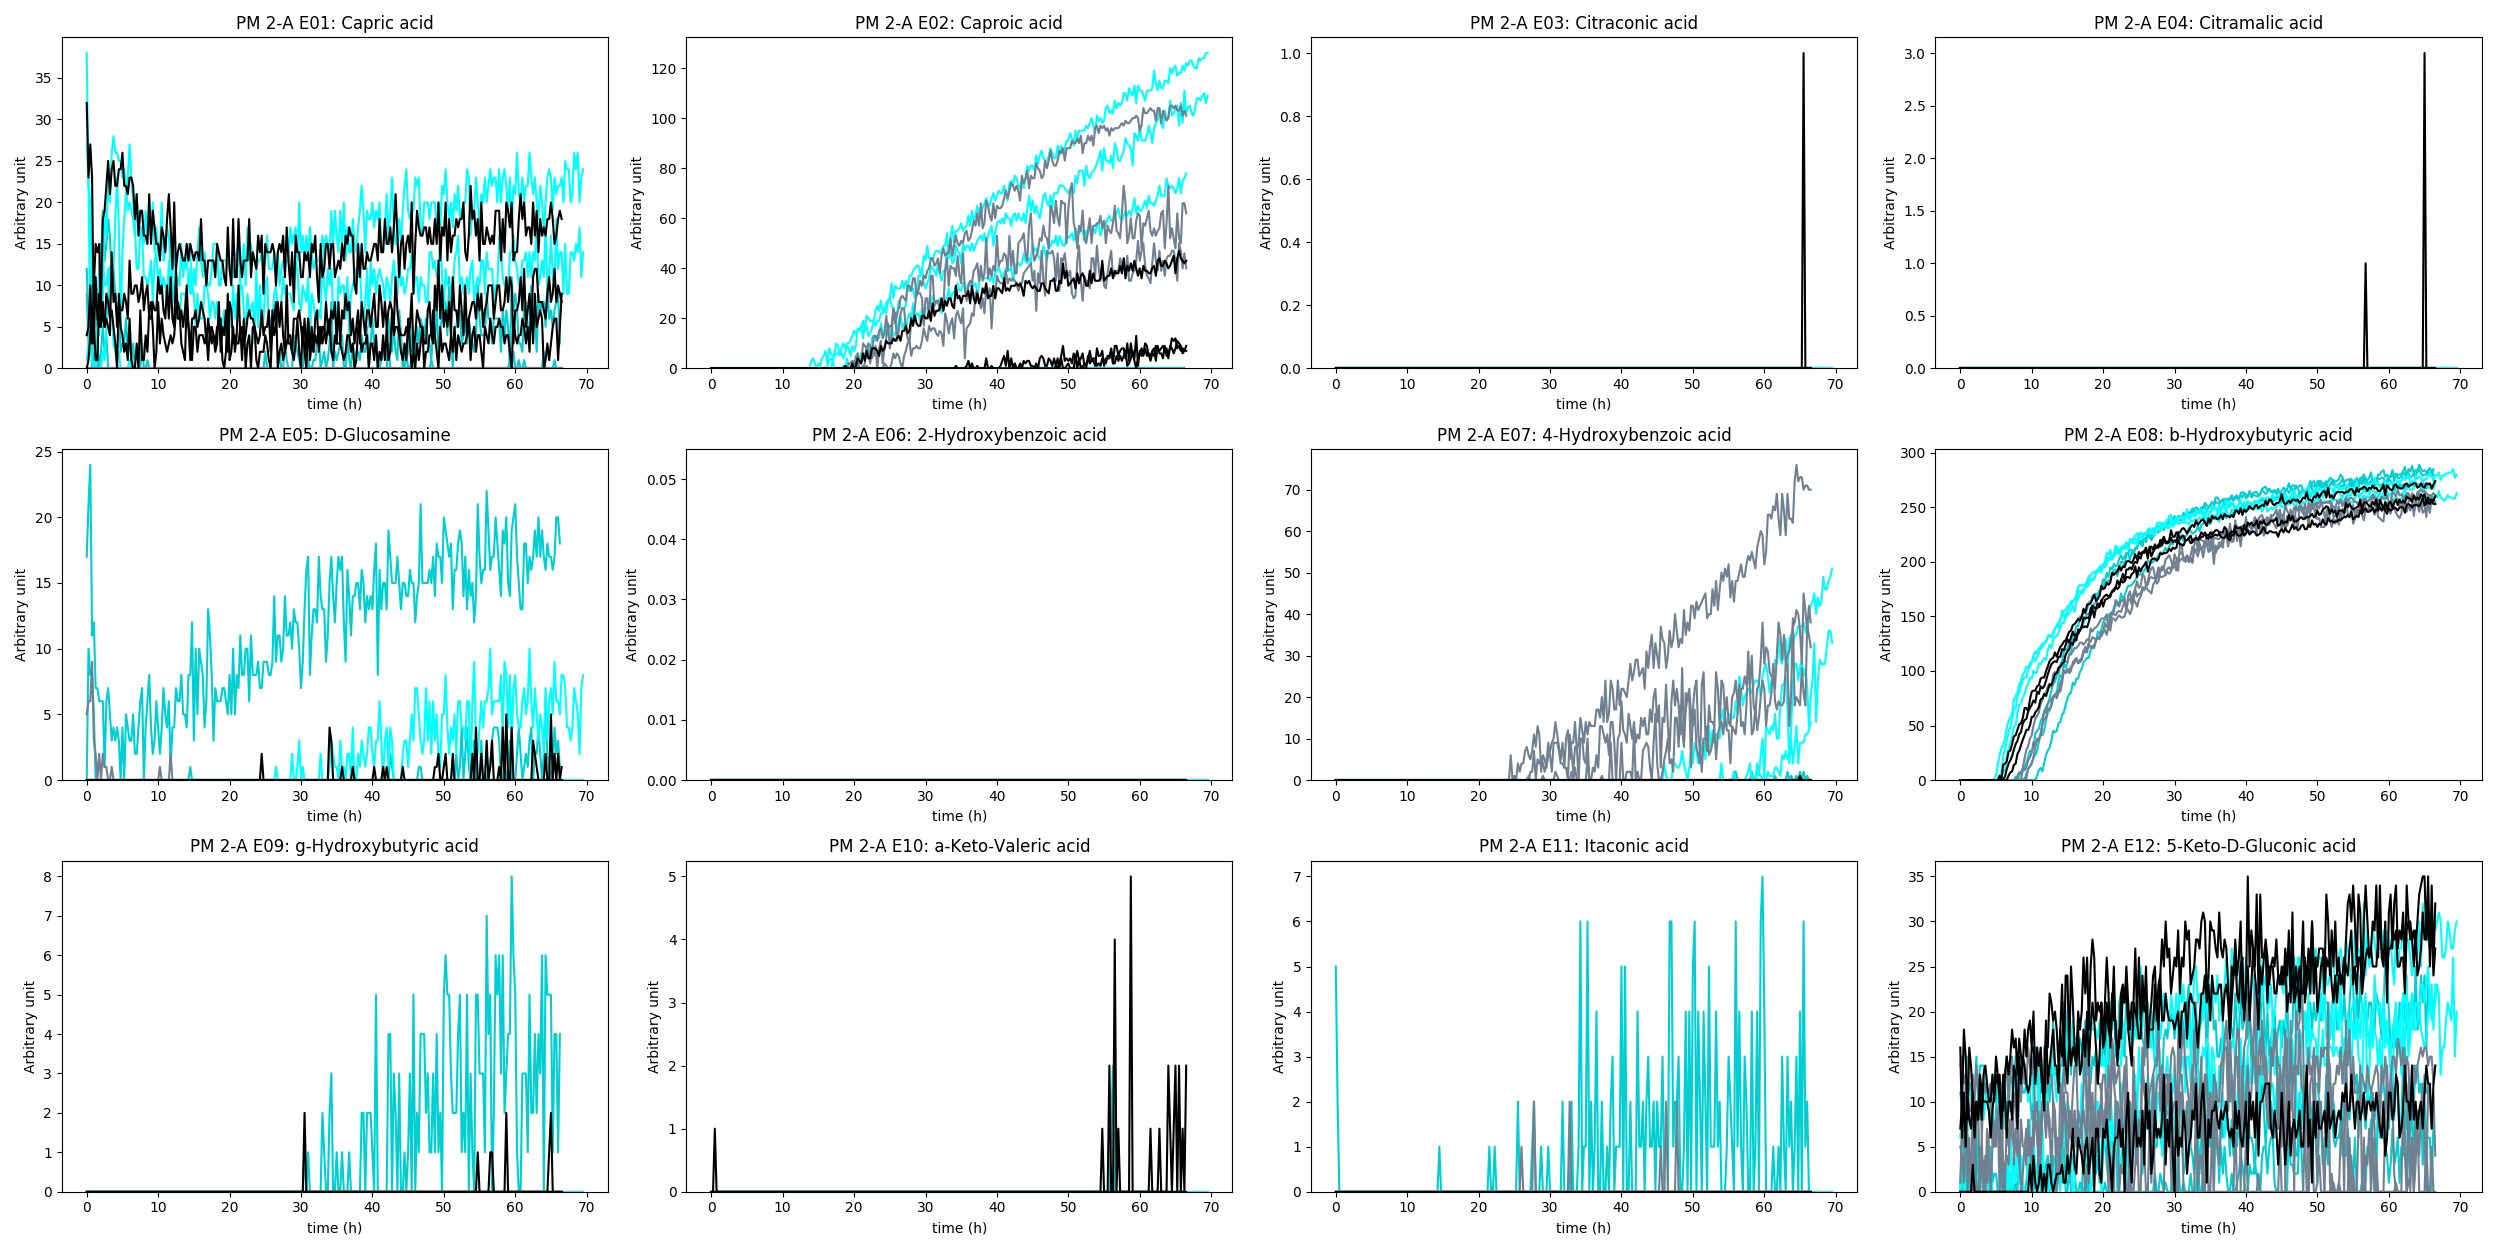 PM 2-A E01: Capric acid
Arbitrary unit
35
30
25
20
15
10
5
0
0 10 20 30 40 50 60 70
time (h)
PM 2-A E02: Caproic acid
Arbitrary unit
120
100
80
60
40
20
0
0 10 20 30 40 50 60 70
time (h)
PM 2-A E03: Citraconic acid
Arbitrary unit
1.0
0.8
0.6
0.4
0.2
0.0
0 10 20 30 40 50 60 70
time (h)
PM 2-A E04: Citramalic acid
Arbitrary unit
3.0
2.5
2.0
1.5
1.0
0.5
0.0
0 10 20 30 40 50 60 70
time (h)
PM 2-A E05: D-Glucosamine
Arbitrary unit
25
20
15
10
5
0
0 10 20 30 40 50 60 70
time (h)
PM 2-A E06: 2-Hydroxybenzoic acid
Arbitrary unit
0.05
0.04
0.03
0.02
0.01
0.00
0 10 20 30 40 50 60 70
time (h)
PM 2-A E07: 4-Hydroxybenzoic acid
Arbitrary unit
70
60
50
40
30
20
10
0
0 10 20 30 40 50 60 70
time (h)
PM 2-A E08: b-Hydroxybutyric acid
Arbitrary unit
300
250
200
150
100
50
0
0 10 20 30 40 50 60 70
time (h)
PM 2-A E09: g-Hydroxybutyric acid
Arbitrary unit
8
7
6
5
4
3
2
1
0
0 10 20 30 40 50 60 70
time (h)
PM 2-A E10: a-Keto-Valeric acid
Arbitrary unit
5
4
3
2
1
0
0 10 20 30 40 50 60 70
time (h)
PM 2-A E11: Itaconic acid
Arbitrary unit
7
6
5
4
3
2
1
0
0 10 20 30 40 50 60 70
time (h)
PM 2-A E12: 5-Keto-D-Gluconic acid
Arbitrary unit
35
30
25
20
15
10
5
0
0 10 20 30 40 50 60 70
time (h)